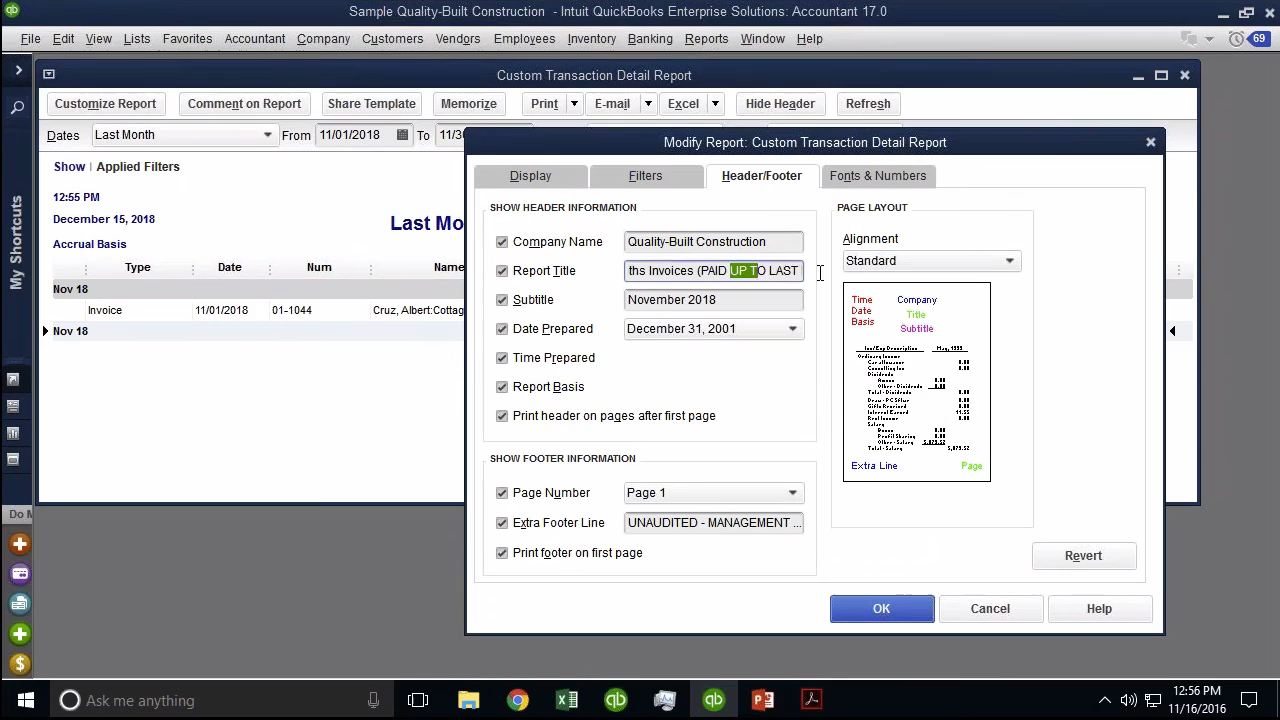 Sample Quality-Built Construction - Intuit QuickBooks Enterprise Solutions: Accountant 17.0
File Edit View Lists Favorites Accountant Company Customers Vendors Employees Inventory Banking Reports Window Help 69
Custom Transaction Detail Report
Customize Report Comment on Report Share Template Memorize Print E-mail Excel Hide Header Refresh
Dates Last Month From 11/01/2018 To 11/30
Show | Applied Filters
12:55 PM
December 15, 2018
Accrual Basis
Last Mo
Type Date Num Name
Nov 18
Invoice 11/01/2018 01-1044 Cruz, Albert:Cottag
Nov 18
My Shortcuts
Do M
Modify Report: Custom Transaction Detail Report
Display Filters Header/Footer Fonts & Numbers
SHOW HEADER INFORMATION
Company Name Quality-Built Construction
Report Title ths Invoices (PAID UP TO LAST
Subtitle November 2018
Date Prepared December 31, 2001
Time Prepared
Report Basis
Print header on pages after first page
SHOW FOOTER INFORMATION
Page Number Page 1
Extra Footer Line UNAUDITED - MANAGEMENT ...
Print footer on first page
PAGE LAYOUT
Alignment
Standard
Time Company
Date Title
Basis Subtitle
Extra Line Page
Revert
OK Cancel Help
Ask me anything
12:56 PM
11/16/2016